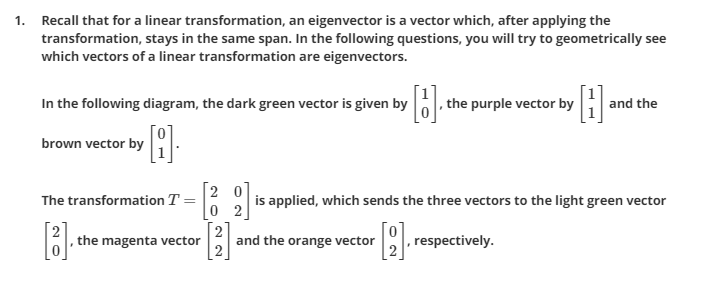 1. Recall that for a linear transformation, an eigenvector is a vector which, after applying the
transformation, stays in the same span. In the following questions, you will try to geometrically see
which vectors of a linear transformation are eigenvectors.
In the following diagram, the dark green vector is given by [1 0], the purple vector by [1 1] and the
brown vector by [0 1].
The transformation T = [2 0 0 2] is applied, which sends the three vectors to the light green vector
[2 0], the magenta vector [2 2] and the orange vector [0 2], respectively.